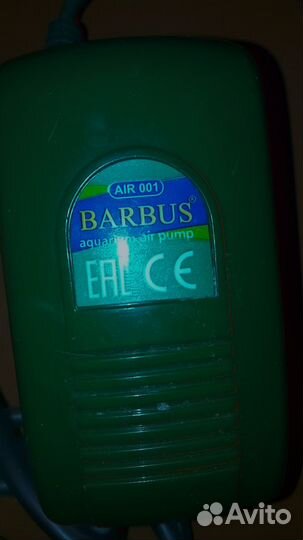 AIR 001
BARBUS®
aquarium air pump
EAC CE
Avito